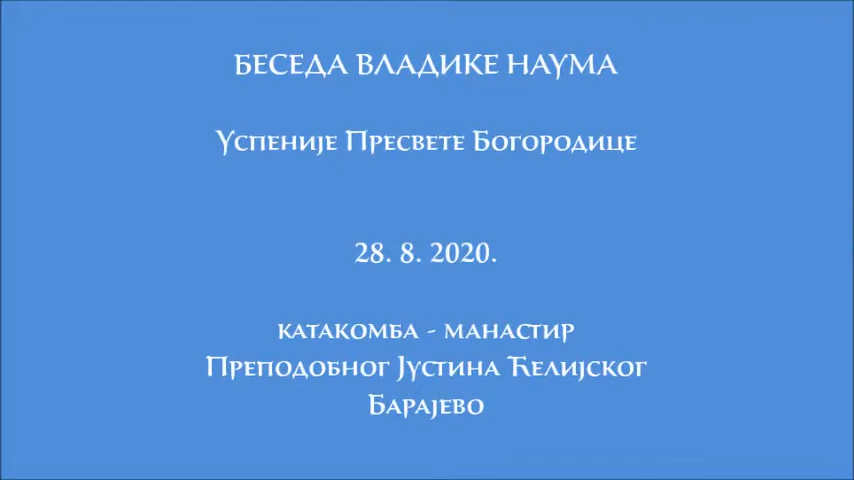 БЕСЕДА ВЛАДИКЕ НАУМА
Успеније Пресвете Богородице
28. 8. 2020.
катакомба - манастир
Преподобног Јустина Ћелијског
Барајево